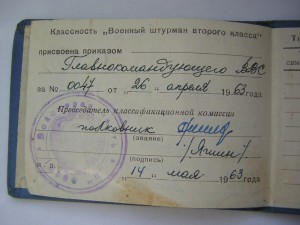 Классность „Военный штурман второго класса"
присвоена приказом
Главнокомандующего ВВС
за № 0047 от „26" апреля 1963 года.
Председатель классификационной комиссии
полковник
(звание)
/Яшин/
(подпись)
М. П.
„14" мая 1963 года